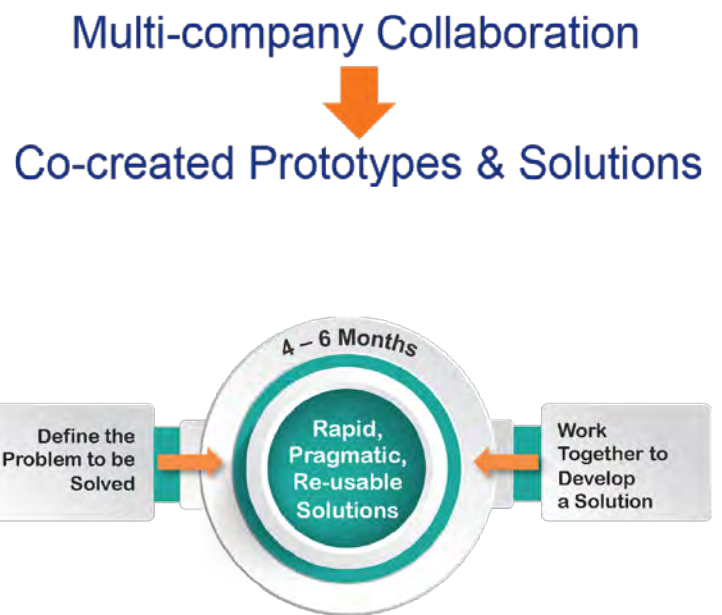 Multi-company Collaboration
Co-created Prototypes & Solutions
4 – 6 Months
Define the
Problem to be
Solved
Rapid,
Pragmatic,
Re-usable
Solutions
Work
Together to
Develop
a Solution